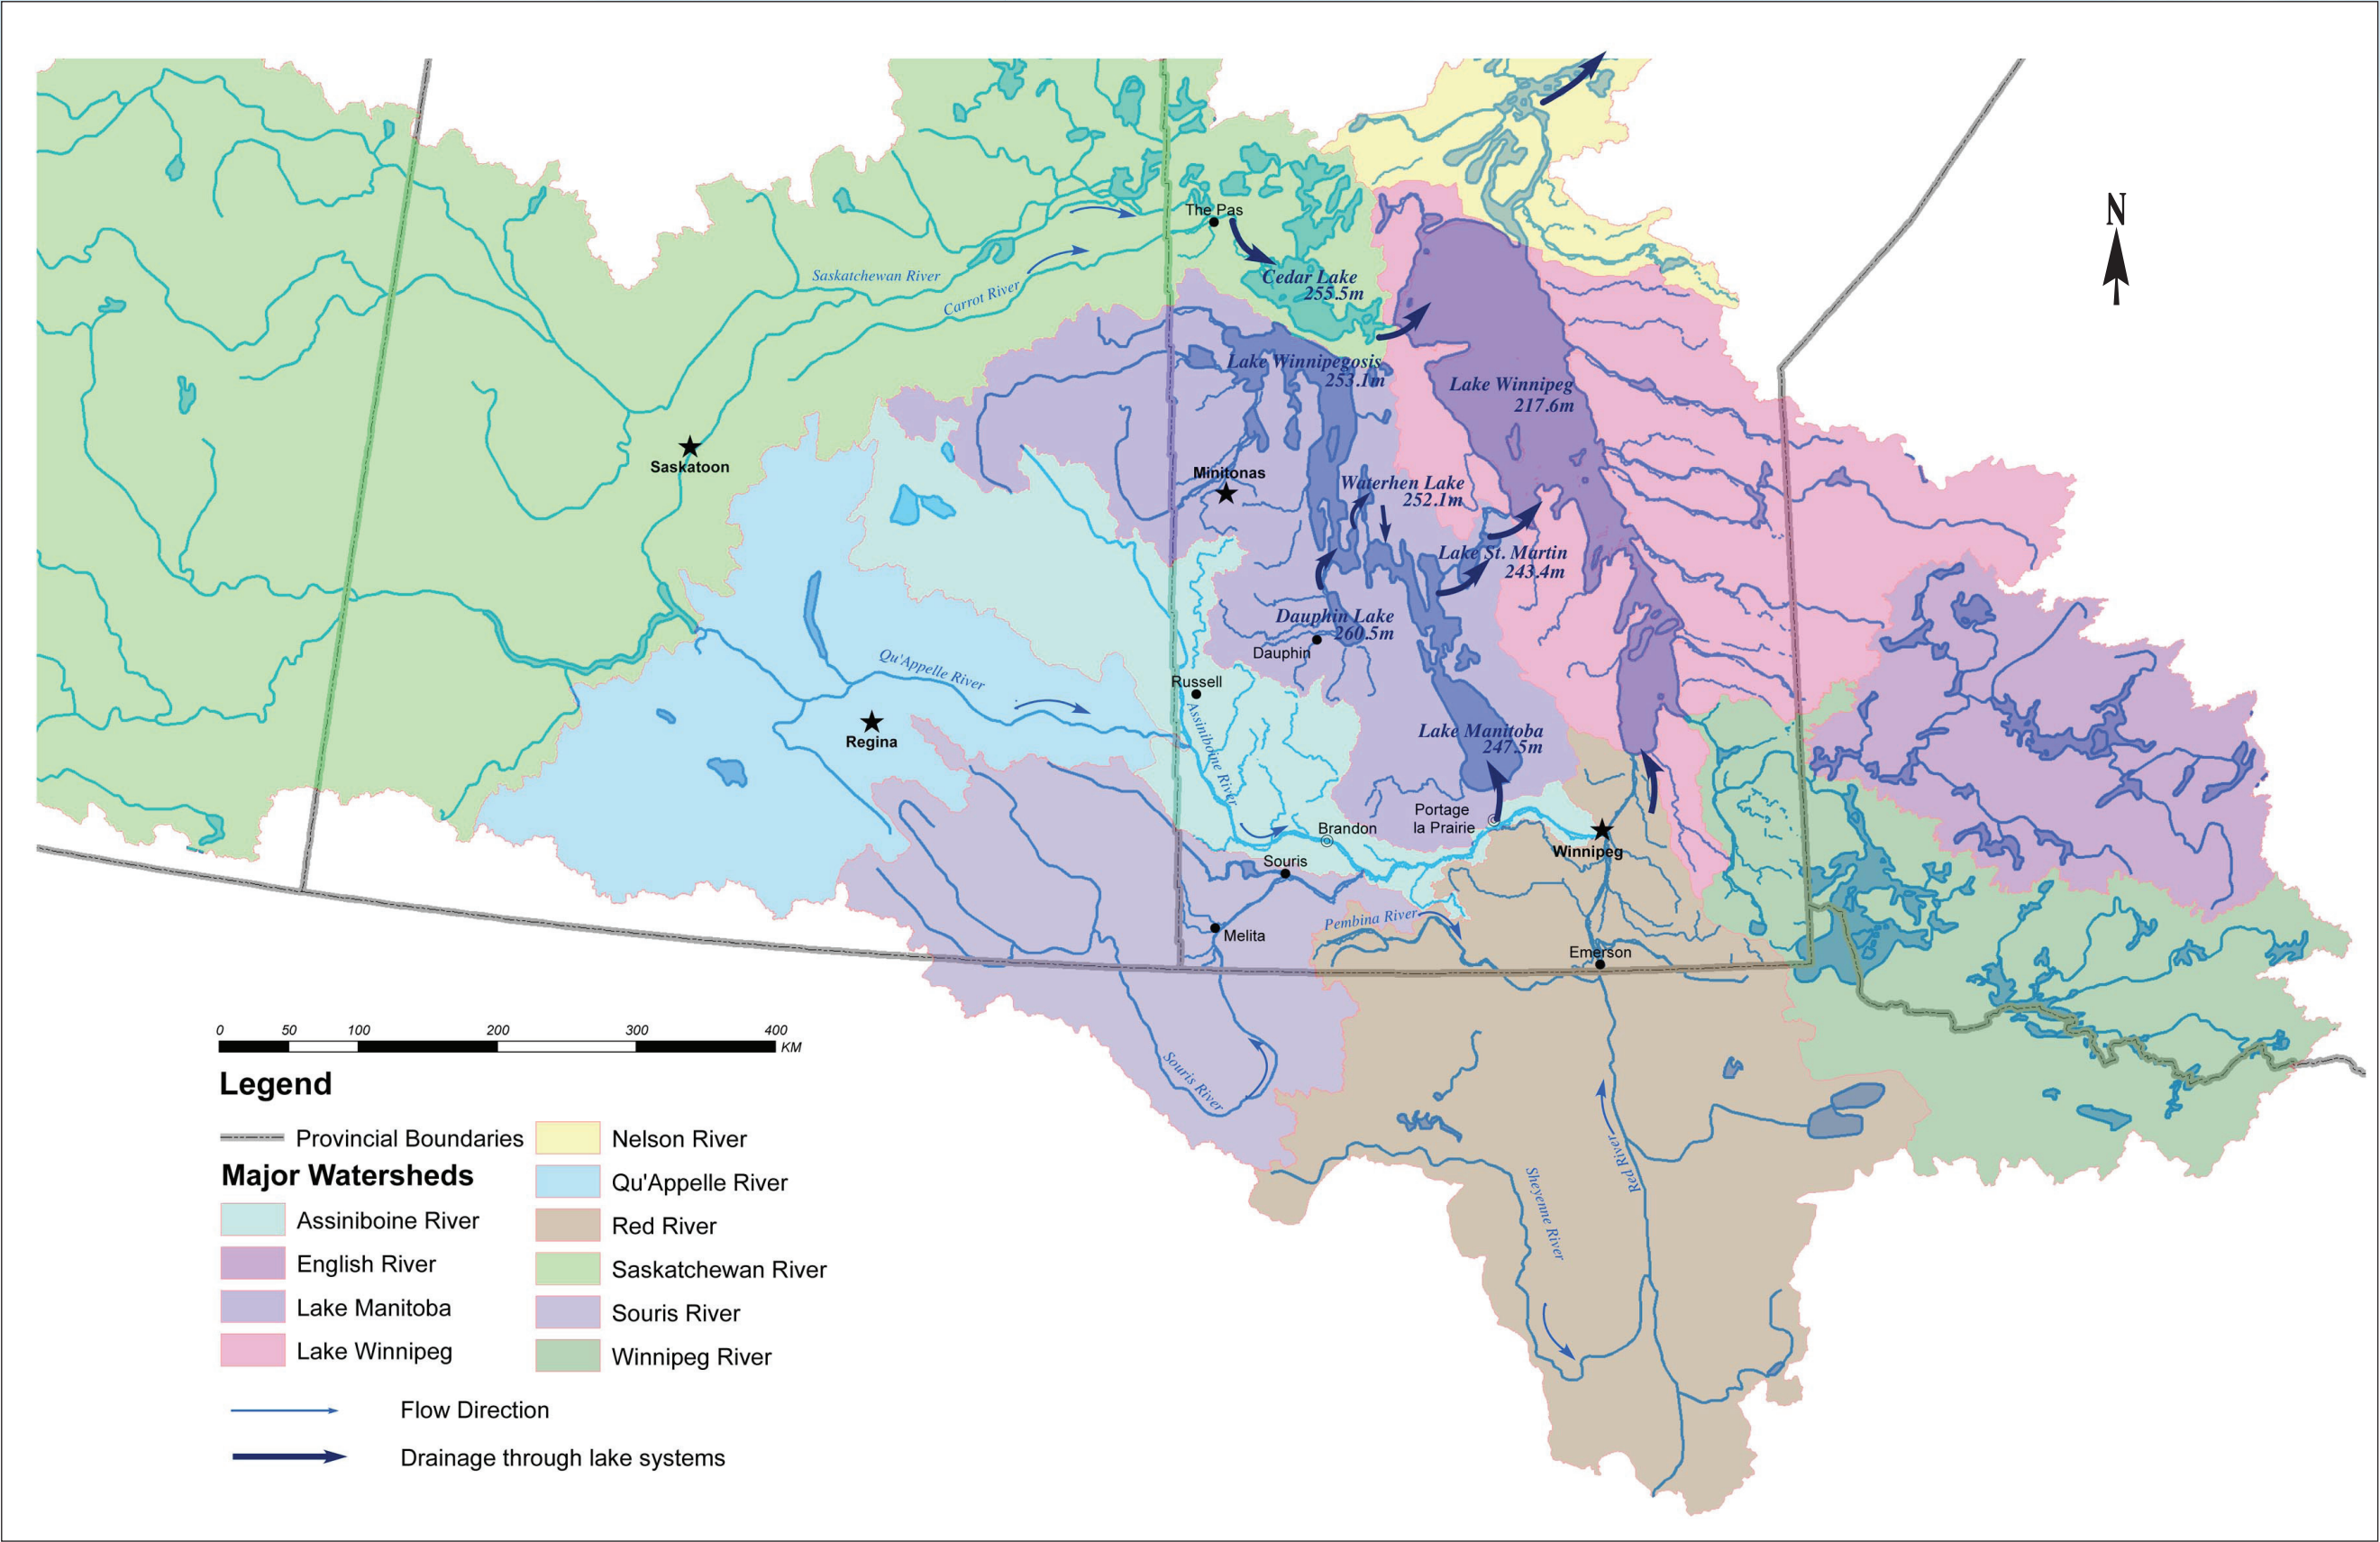 N
The Pas
Saskatchewan River
Carrot River
Cedar Lake
255.5m
Lake Winnipegosis
253.1m
Lake Winnipeg
217.6m
Saskatoon
Minitonas
Waterhen Lake
252.1m
Lake St. Martin
243.4m
Dauphin Lake
260.5m
Dauphin
Qu'Appelle River
Russell
Assiniboine River
Regina
Lake Manitoba
247.5m
Portage
la Prairie
Brandon
Winnipeg
Souris
Pembina River
Melita
Emerson
Souris River
Red River
Sheyenne River
0 50 100 200 300 400
KM
Legend
Provincial Boundaries
Major Watersheds
Assiniboine River
English River
Lake Manitoba
Lake Winnipeg
Nelson River
Qu'Appelle River
Red River
Saskatchewan River
Souris River
Winnipeg River
Flow Direction
Drainage through lake systems